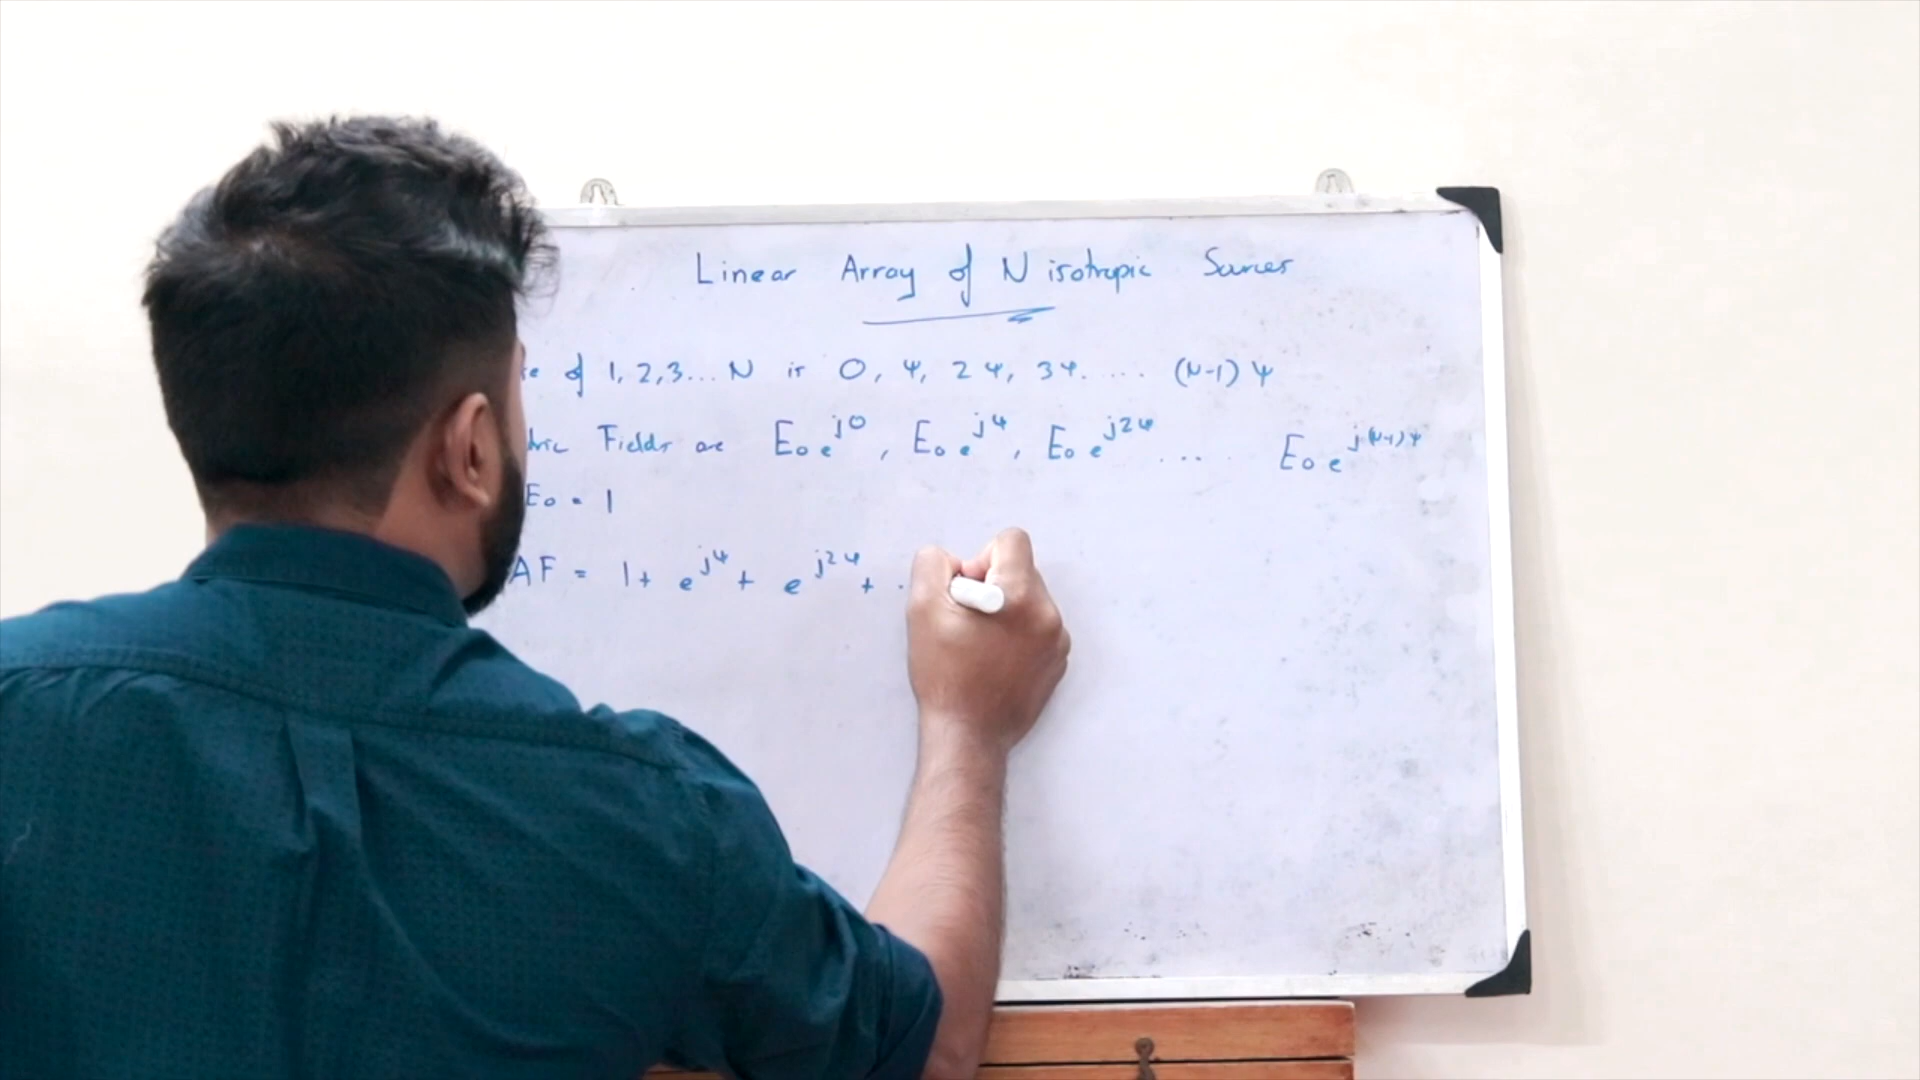 Linear Array of N isotropic Sources
of 1, 2, 3... N is 0, ψ, 2ψ, 3ψ..... (N-1) ψ
Fields are E₀e^{j0}, E₀e^{jψ}, E₀e^{j2ψ} .... E₀e^{j(N-1)ψ}
E₀ = 1
AF = 1 + e^{jψ} + e^{j2ψ} + .